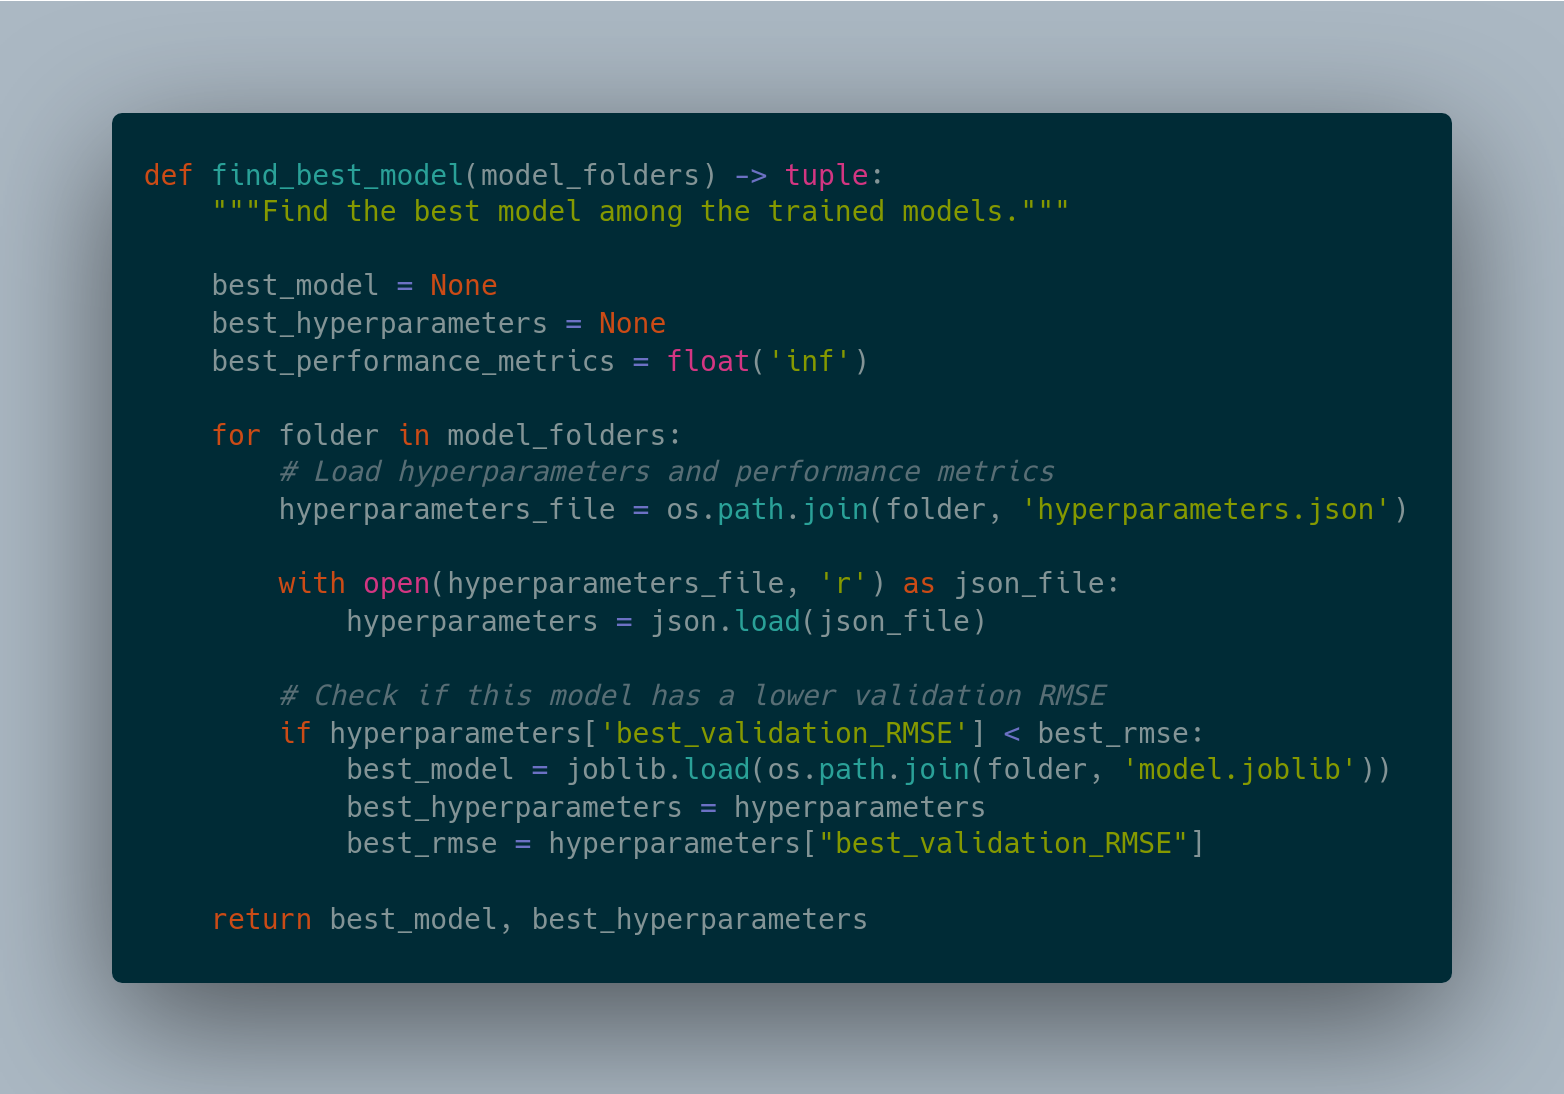 def find_best_model(model_folders) -> tuple:
    """Find the best model among the trained models."""

    best_model = None
    best_hyperparameters = None
    best_performance_metrics = float('inf')

    for folder in model_folders:
        # Load hyperparameters and performance metrics
        hyperparameters_file = os.path.join(folder, 'hyperparameters.json')

        with open(hyperparameters_file, 'r') as json_file:
            hyperparameters = json.load(json_file)

        # Check if this model has a lower validation RMSE
        if hyperparameters['best_validation_RMSE'] < best_rmse:
            best_model = joblib.load(os.path.join(folder, 'model.joblib'))
            best_hyperparameters = hyperparameters
            best_rmse = hyperparameters["best_validation_RMSE"]

    return best_model, best_hyperparameters